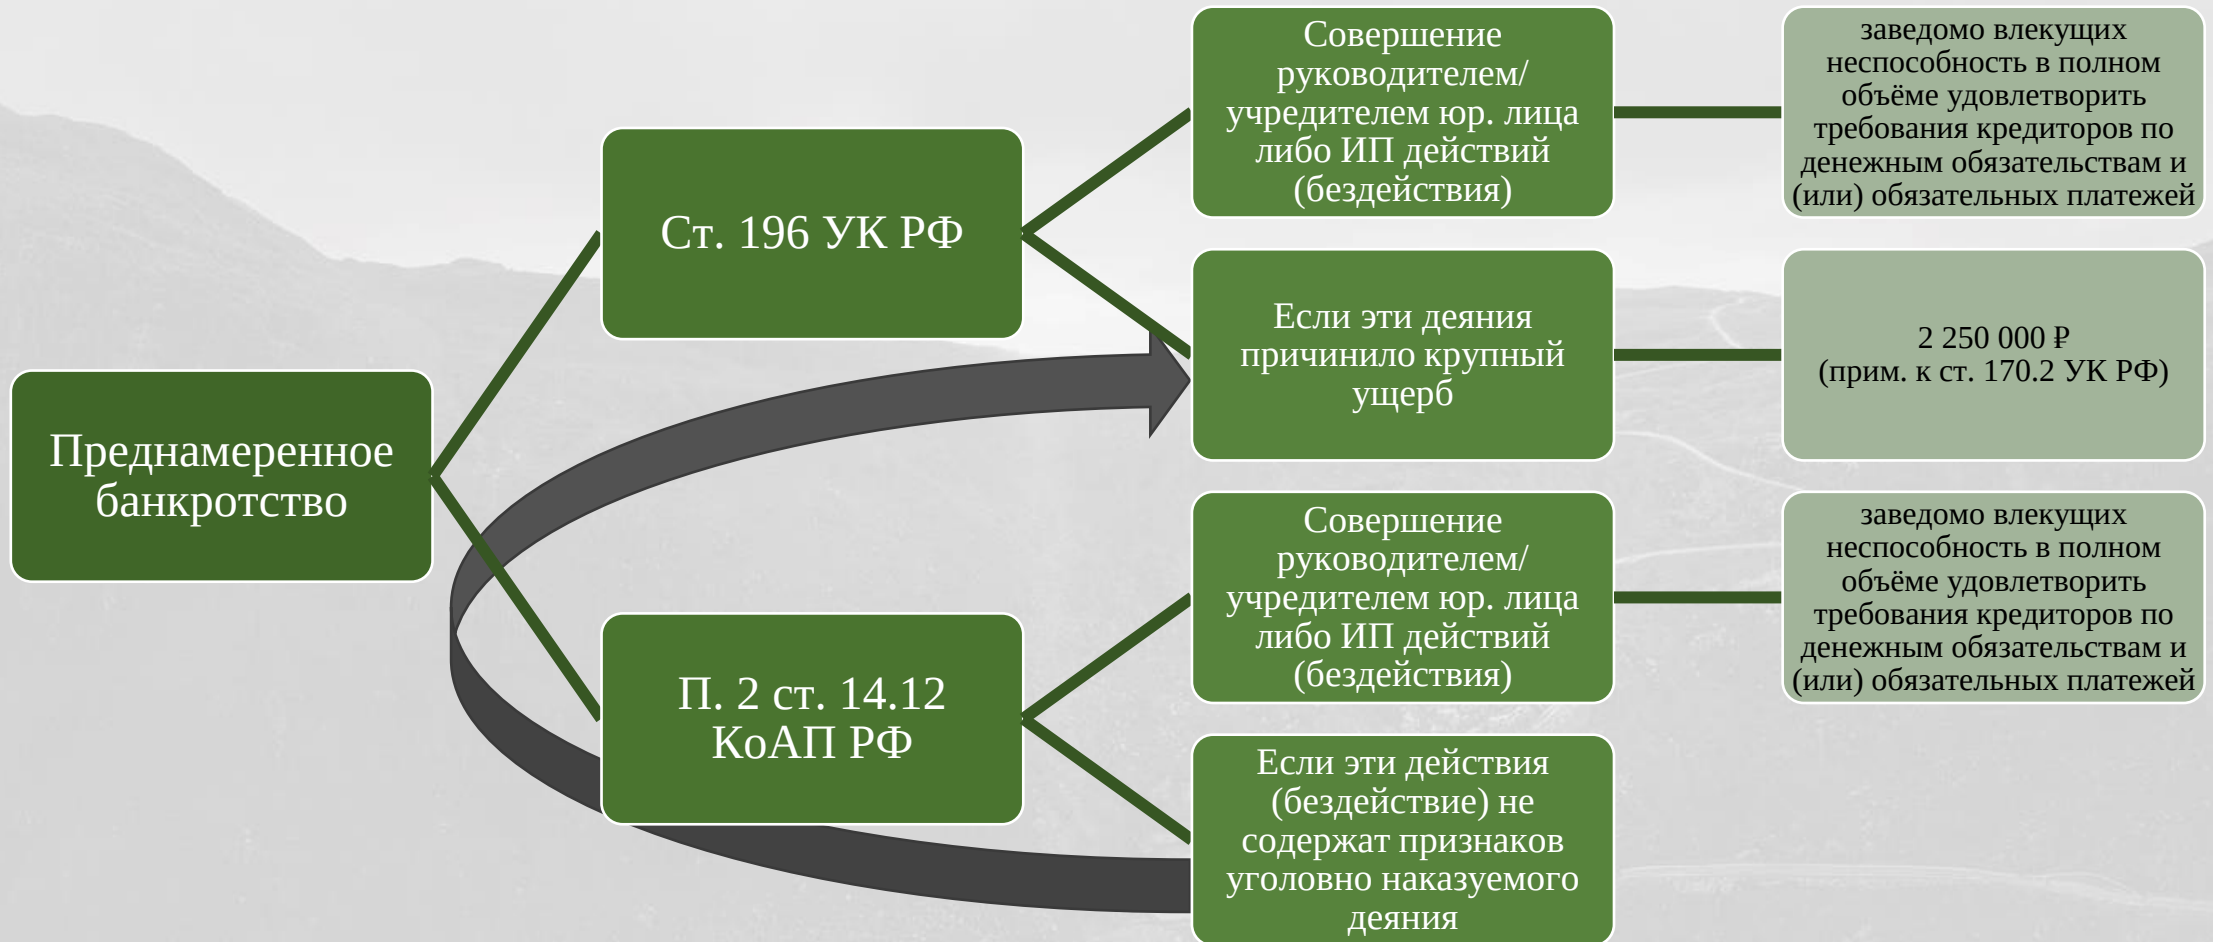 Преднамеренное
банкротство
Ст. 196 УК РФ
Совершение
руководителем/
учредителем юр. лица
либо ИП действий
(бездействия)
заведомо влекущих
неспособность в полном
объёме удовлетворить
требования кредиторов по
денежным обязательствам и
(или) обязательных платежей
Если эти деяния
причинило крупный
ущерб
2 250 000 ₽
(прим. к ст. 170.2 УК РФ)
П. 2 ст. 14.12
КоАП РФ
Совершение
руководителем/
учредителем юр. лица
либо ИП действий
(бездействия)
заведомо влекущих
неспособность в полном
объёме удовлетворить
требования кредиторов по
денежным обязательствам и
(или) обязательных платежей
Если эти действия
(бездействие) не
содержат признаков
уголовно наказуемого
деяния